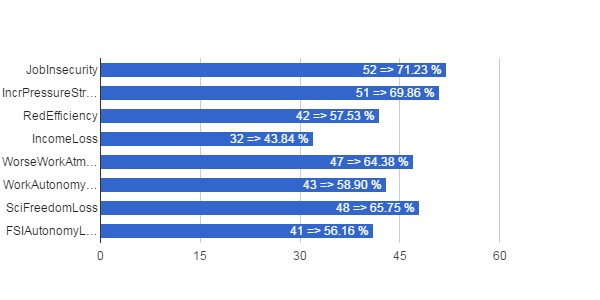 JobInsecurity 52 => 71.23 %
IncrPressureStr... 51 => 69.86 %
RedEfficiency 42 => 57.53 %
IncomeLoss 32 => 43.84 %
WorseWorkAtm... 47 => 64.38 %
WorkAutonomy... 43 => 58.90 %
SciFreedomLoss 48 => 65.75 %
FSIAutonomyL... 41 => 56.16 %
0 15 30 45 60